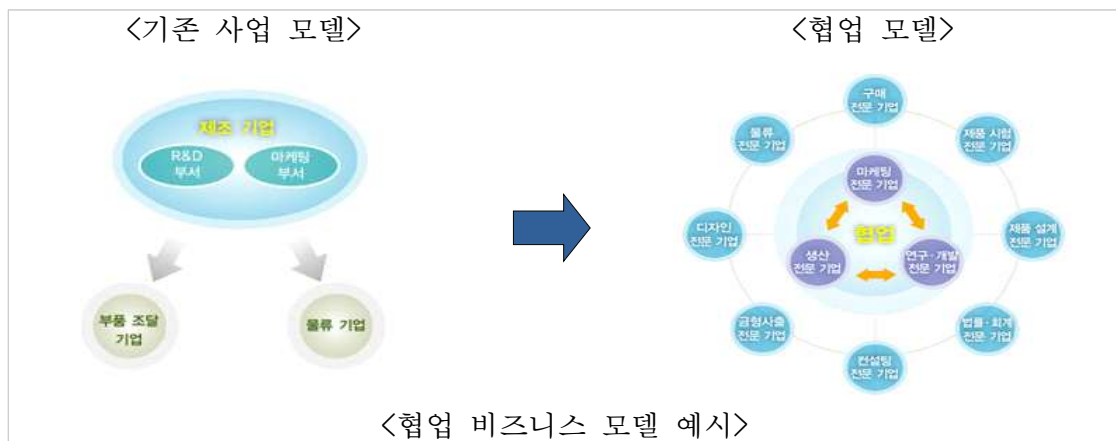 <기존 사업 모델>
<협업 모델>
제조 기업
R&D
부서
마케팅
부서
부품 조달
기업
물류 기업
구매
전문 기업
물류
전문 기업
제품 시험
전문 기업
마케팅
전문 기업
디자인
전문 기업
협업
제품 설계
전문 기업
생산
전문 기업
연구·개발
전문 기업
금형사출
전문 기업
법률·회계
전문 기업
컨설팅
전문 기업
<협업 비즈니스 모델 예시>